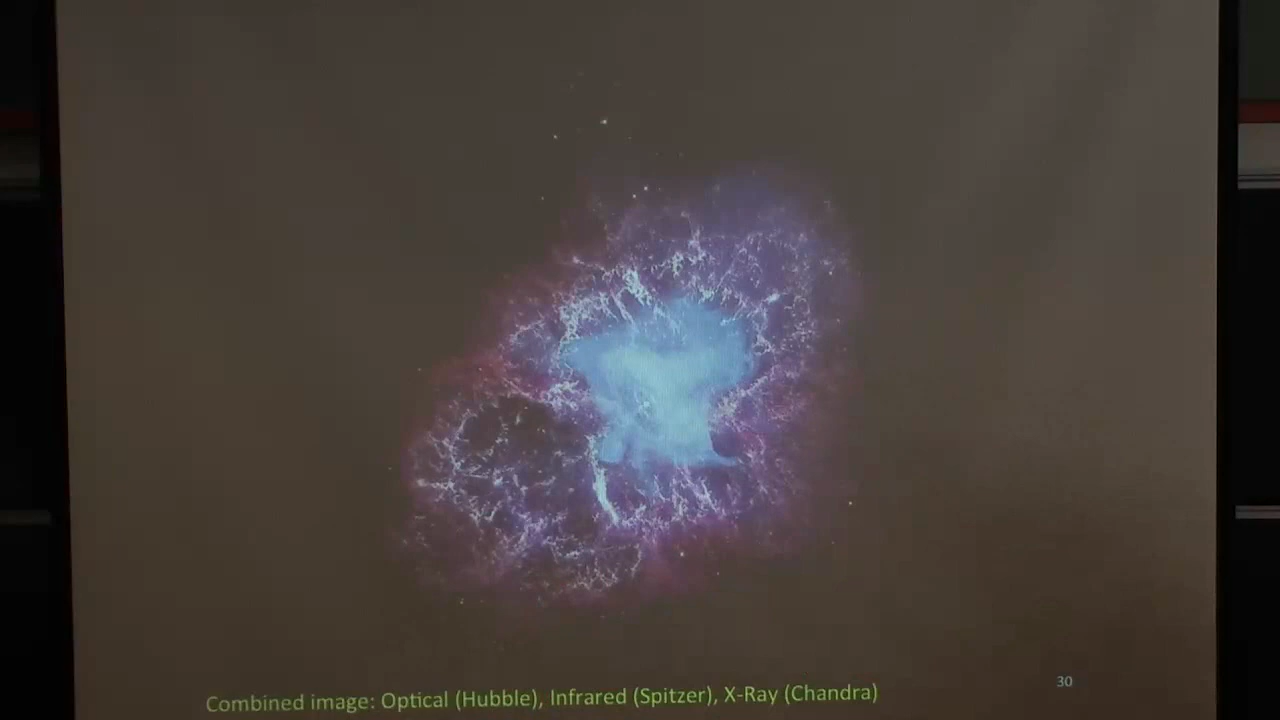 30
Combined image: Optical (Hubble), Infrared (Spitzer), X-Ray (Chandra)